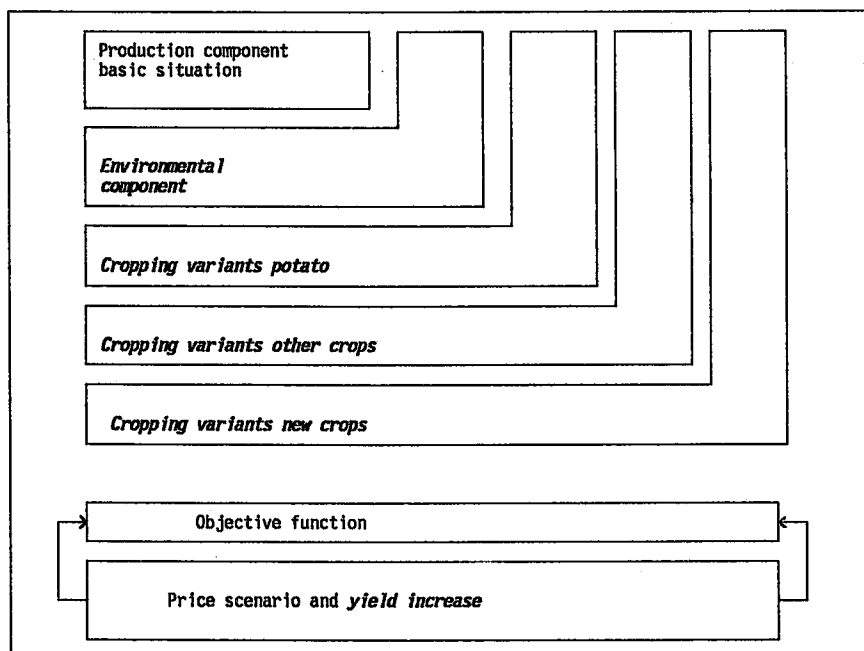 Production component
basic situation
Environmental
component
Cropping variants potato
Cropping variants other crops
Cropping variants new crops
Objective function
Price scenario and yield increase